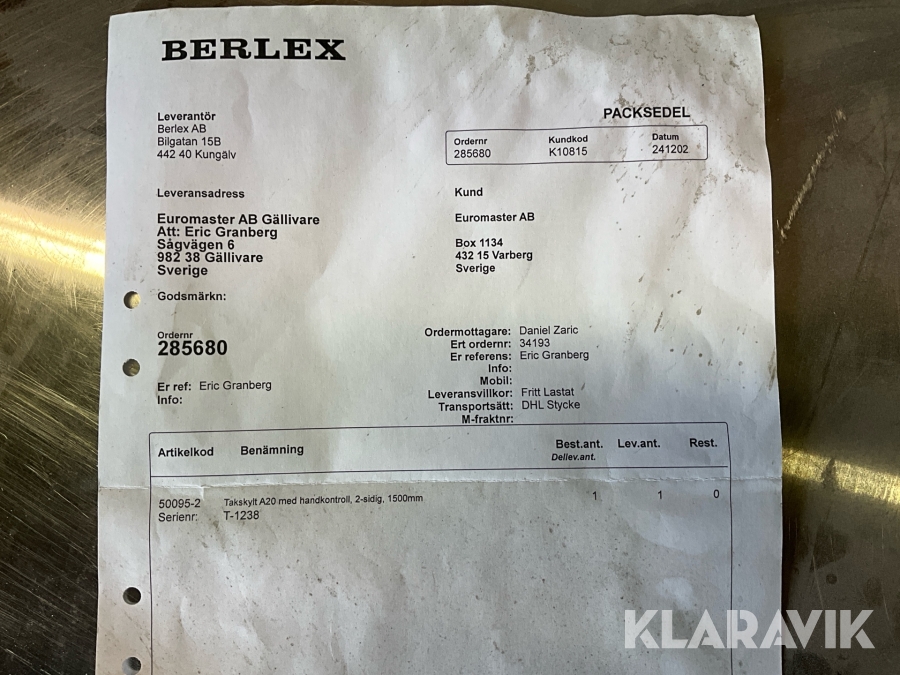 BERLEX
Leverantör
Berlex AB
Bilgatan 15B
442 40 Kungälv
PACKSEDEL
Ordernr Kundkod Datum
285680 K10815 241202
Leveransadress
Euromaster AB Gällivare
Att: Eric Granberg
Sågvägen 6
982 38 Gällivare
Sverige
Kund
Euromaster AB
Box 1134
432 15 Varberg
Sverige
Godsmärkn:
Ordernr
285680
Er ref: Eric Granberg
Info:
Ordermottagare: Daniel Zaric
Ert ordernr: 34193
Er referens: Eric Granberg
Info:
Mobil:
Leveransvillkor: Fritt Lastat
Transportsätt: DHL Stycke
M-fraktnr:
Artikelkod Benämning Best.ant. Lev.ant. Rest.
Dellev.ant.
50095-2 Takskylt A20 med handkontroll, 2-sidig, 1500mm 1 1 0
Serienr: T-1238
KLARAVIK